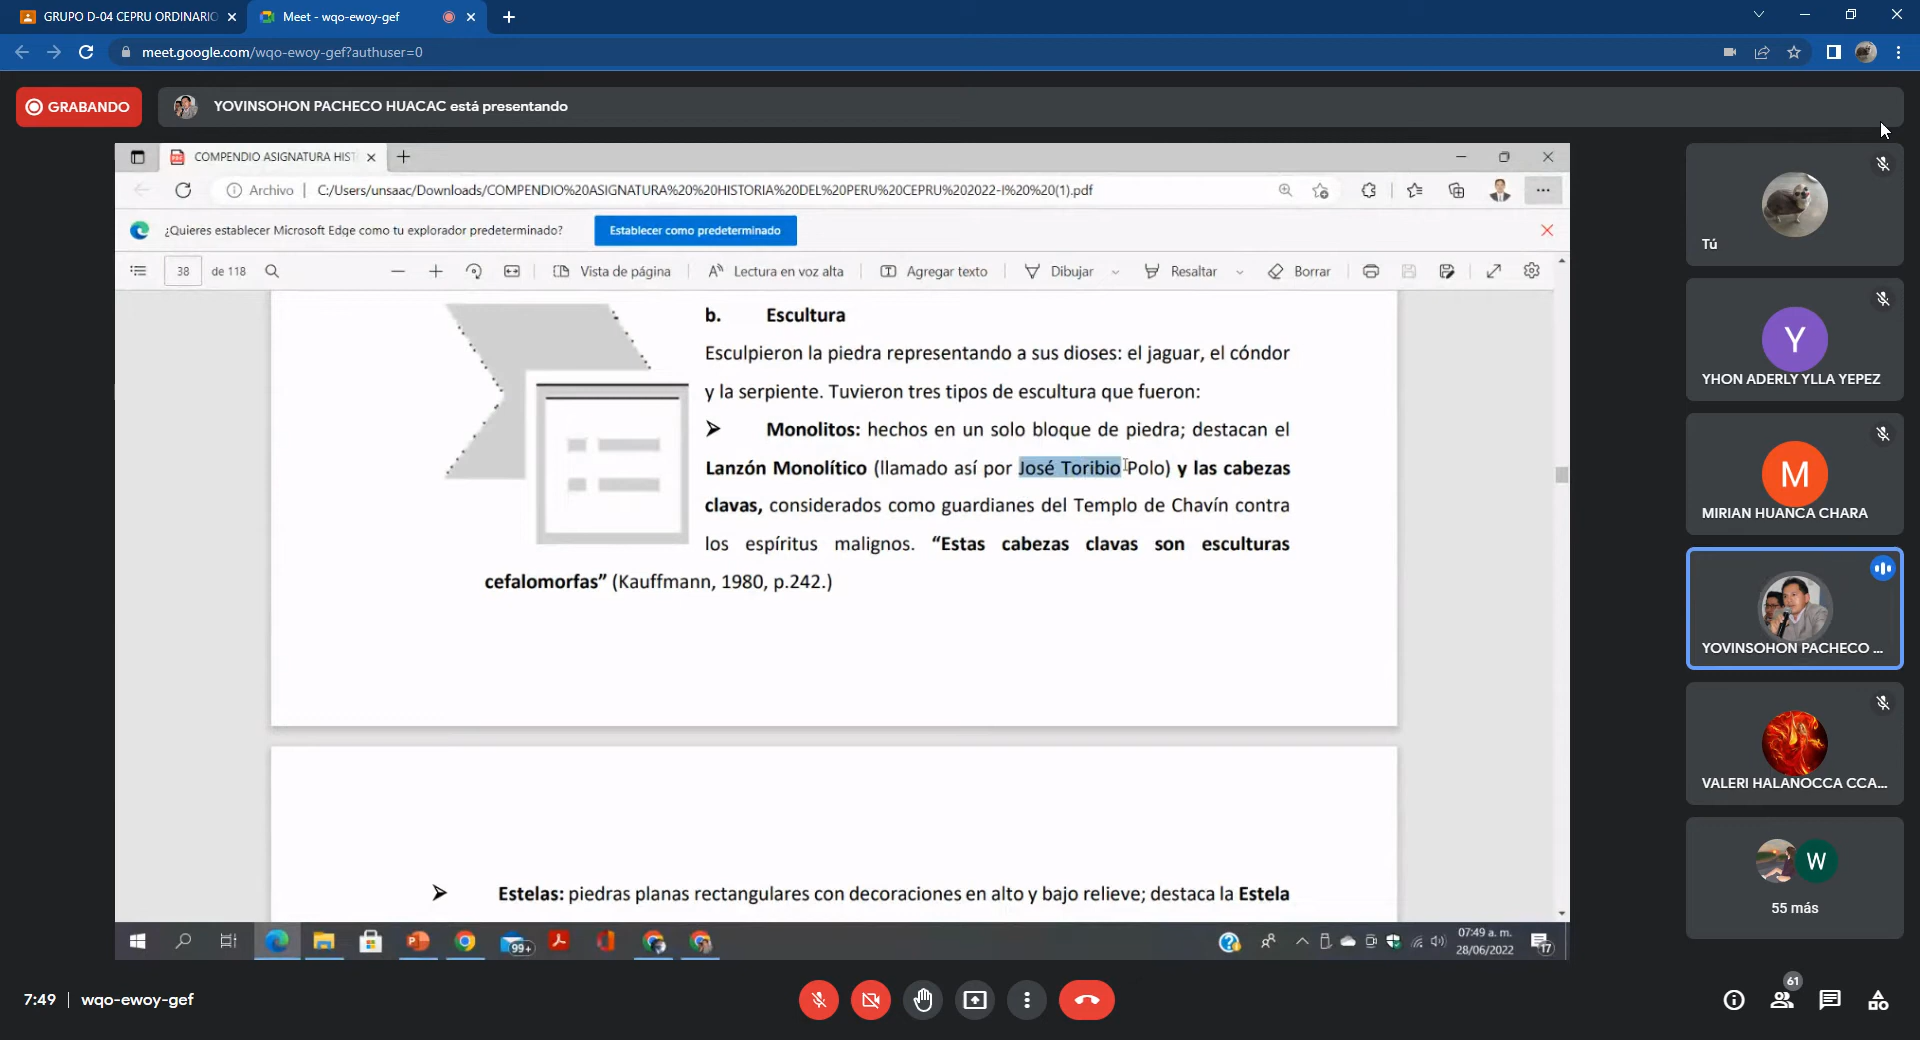 GRUPO D-04 CEPRU ORDINARIO
Meet - wqo-ewoy-gef
meet.google.com/wqo-ewoy-gef?authuser=0
GRABANDO
YOVINSOHON PACHECO HUACAC está presentando
COMPENDIO ASIGNATURA HIST
Archivo
C:/Users/unsaac/Downloads/COMPENDIO%20ASIGNATURA%20%20HISTORIA%20DEL%20PERU%20CEPRU%202022-I%20%20(1).pdf
¿Quieres establecer Microsoft Edge como tu explorador predeterminado?
Establecer como predeterminado
38 de 118
Vista de página
Lectura en voz alta
Agregar texto
Dibujar
Resaltar
Borrar
b. Escultura
Esculpieron la piedra representando a sus dioses: el jaguar, el cóndor
y la serpiente. Tuvieron tres tipos de escultura que fueron:
➤ Monolitos: hechos en un solo bloque de piedra; destacan el
Lanzón Monolítico (llamado así por José Toribio Polo) y las cabezas
clavas, considerados como guardianes del Templo de Chavín contra
los espíritus malignos. “Estas cabezas clavas son esculturas
cefalomorfas” (Kauffmann, 1980, p.242.)
➤ Estelas: piedras planas rectangulares con decoraciones en alto y bajo relieve; destaca la Estela
99+
07:49 a. m.
28/06/2022
17
Tú
Y
YHON ADERLY YLLA YEPEZ
M
MIRIAN HUANCA CHARA
YOVINSOHON PACHECO ...
VALERI HALANOCCA CCA...
W
55 más
7:49
wqo-ewoy-gef
61